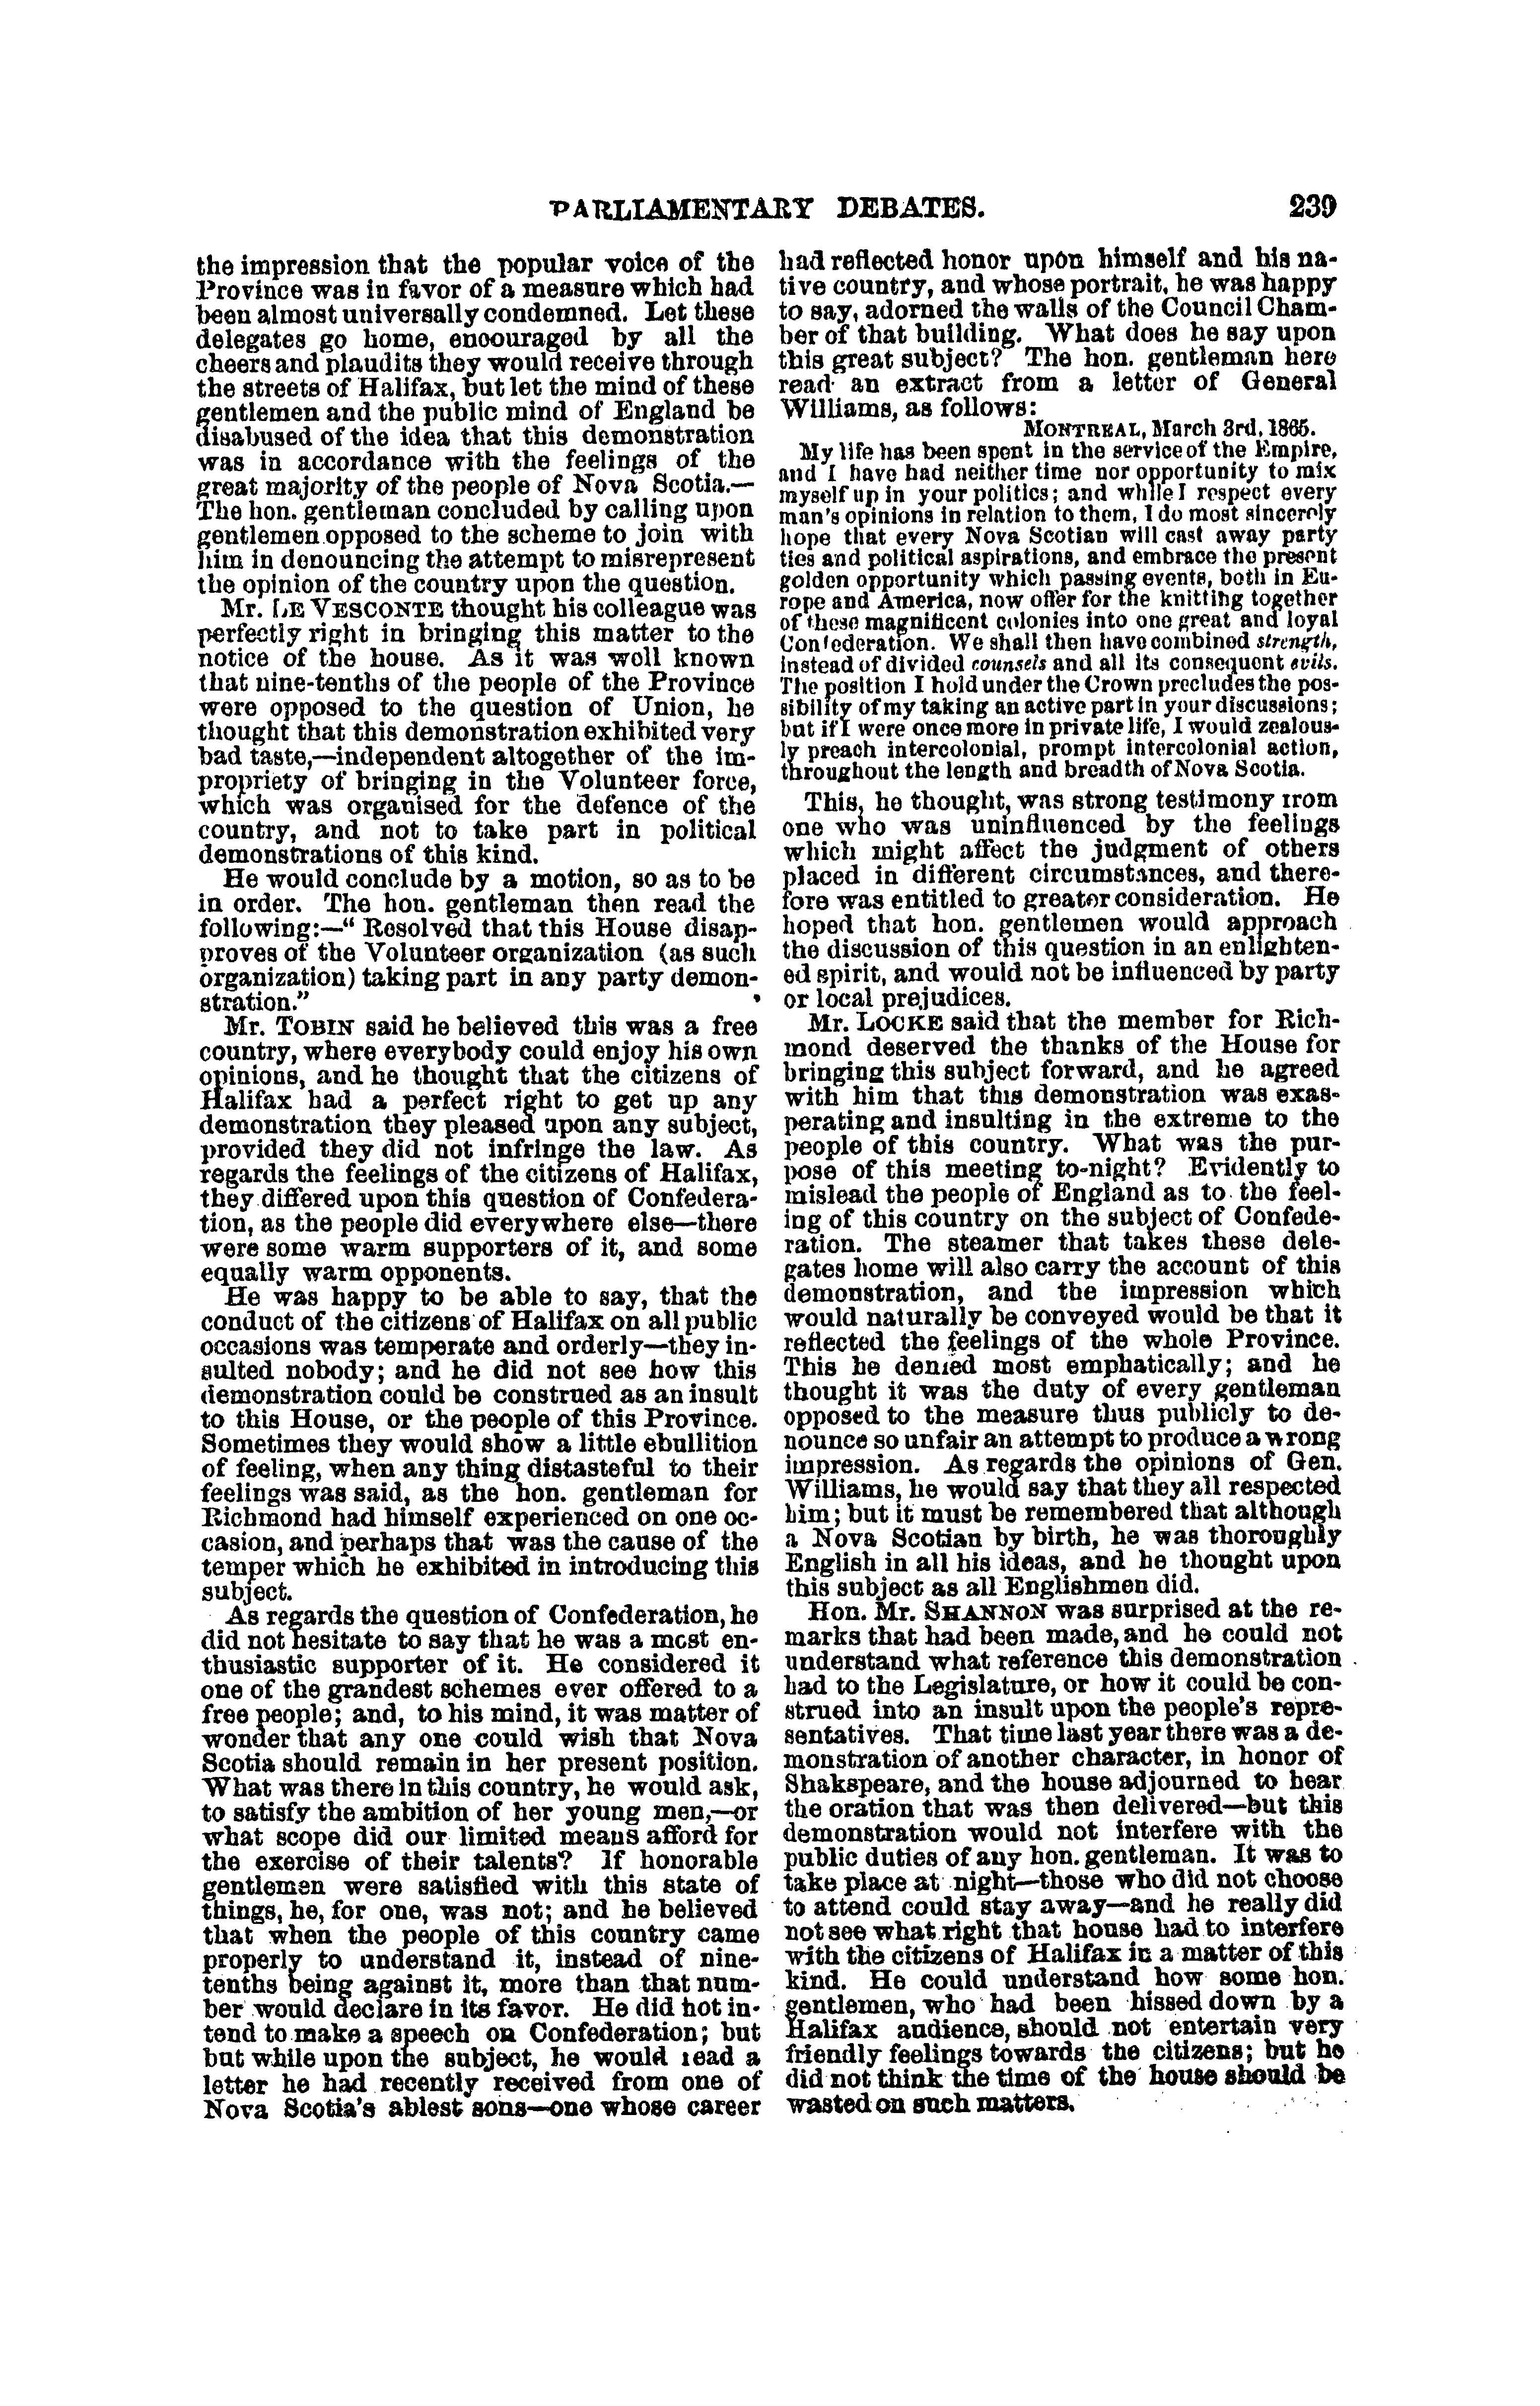 PARLIAMENTARY DEBATES. 239
the impression that the popular voice of the
Province was in favor of a measure which had
been almost universally condemned. Let these
delegates go home, encouraged by all the
cheers and plaudits they would receive through
the streets of Halifax, but let the mind of these
gentlemen and the public mind of England be
disabused of the idea that this demonstration
was in accordance with the feelings of the
great majority of the people of Nova Scotia.—
The hon. gentleman concluded by calling upon
gentlemen opposed to the scheme to join with
him in denouncing the attempt to misrepresent
the opinion of the country upon the question.
Mr. LE VESCONTE thought his colleague was
perfectly right in bringing this matter to the
notice of the house. As it was well known
that nine-tenths of the people of the Province
were opposed to the question of Union, he
thought that this demonstration exhibited very
bad taste,—independent altogether of the im-
propriety of bringing in the Volunteer force,
which was organised for the defence of the
country, and not to take part in political
demonstrations of this kind.
He would conclude by a motion, so as to be
in order. The hon. gentleman then read the
following:—“ Resolved that this House disap-
proves of the Volunteer organization (as such
organization) taking part in any party demon-
stration.”
Mr. TOBIN said he believed this was a free
country, where everybody could enjoy his own
opinions, and he thought that the citizens of
Halifax had a perfect right to get up any
demonstration they pleased upon any subject,
provided they did not infringe the law. As
regards the feelings of the citizens of Halifax,
they differed upon this question of Confedera-
tion, as the people did everywhere else—there
were some warm supporters of it, and some
equally warm opponents.
He was happy to be able to say, that the
conduct of the citizens of Halifax on all public
occasions was temperate and orderly—they in-
sulted nobody; and he did not see how this
demonstration could be construed as an insult
to this House, or the people of this Province.
Sometimes they would show a little ebullition
of feeling, when any thing distasteful to their
feelings was said, as the hon. gentleman for
Richmond had himself experienced on one oc-
casion, and perhaps that was the cause of the
temper which he exhibited in introducing this
subject.
As regards the question of Confederation, he
did not hesitate to say that he was a most en-
thusiastic supporter of it. He considered it
one of the grandest schemes ever offered to a
free people; and, to his mind, it was matter of
wonder that any one could wish that Nova
Scotia should remain in her present position.
What was there in this country, he would ask,
to satisfy the ambition of her young men,—or
what scope did our limited means afford for
the exercise of their talents? If honorable
gentlemen were satisfied with this state of
things, he, for one, was not; and he believed
that when the people of this country came
properly to understand it, instead of nine-
tenths being against it, more than that num-
ber would declare in its favor. He did hot in-
tend to make a speech on Confederation; but
but while upon the subject, he would read a
letter he had recently received from one of
Nova Scotia's ablest sons—one whose career
had reflected honor upon himself and his na-
tive country, and whose portrait, he was happy
to say, adorned the walls of the Council Cham-
ber of that building. What does he say upon
this great subject? The hon. gentleman here
read an extract from a letter of General
Williams, as follows:
MONTREAL, March 3rd, 1865.
My life has been spent in the service of the Empire,
and I have had neither time nor opportunity to mix
myself up in your politics; and while I respect every
man's opinions in relation to them, I do most sincerely
hope that every Nova Scotian will cast away party
ties and political aspirations, and embrace the present
golden opportunity which passing events, both in Eu-
rope and America, now offer for the knitting together
of these magnificent colonies into one great and loyal
Confederation. We shall then have combined strength,
instead of divided counsels and all its consequent evils.
The position I hold under the Crown precludes the pos-
sibility of my taking an active part in your discussions;
but if I were once more in private life, I would zealous-
ly preach intercolonial, prompt intercolonial action,
throughout the length and breadth of Nova Scotia.
This, he thought, was strong testimony from
one who was uninfluenced by the feelings
which might affect the judgment of others
placed in different circumstances, and there-
fore was entitled to greater consideration. He
hoped that hon. gentlemen would approach
the discussion of this question in an enlighten-
ed spirit, and would not be influenced by party
or local prejudices.
Mr. LOCKE said that the member for Rich-
mond deserved the thanks of the House for
bringing this subject forward, and he agreed
with him that this demonstration was exas-
perating and insulting in the extreme to the
people of this country. What was the pur-
pose of this meeting to-night? Evidently to
mislead the people of England as to the feel-
ing of this country on the subject of Confede-
ration. The steamer that takes these dele-
gates home will also carry the account of this
demonstration, and the impression which
would naturally be conveyed would be that it
reflected the feelings of the whole Province.
This he denied most emphatically; and he
thought it was the duty of every gentleman
opposed to the measure thus publicly to de-
nounce so unfair an attempt to produce a wrong
impression. As regards the opinions of Gen.
Williams, he would say that they all respected
him; but it must be remembered that although
a Nova Scotian by birth, he was thoroughly
English in all his ideas, and he thought upon
this subject as all Englishmen did.
Hon. Mr. SHANNON was surprised at the re-
marks that had been made, and he could not
understand what reference this demonstration
had to the Legislature, or how it could be con-
strued into an insult upon the people's repre-
sentatives. That time last year there was a de-
monstration of another character, in honor of
Shakspeare, and the house adjourned to hear
the oration that was then delivered—but this
demonstration would not interfere with the
public duties of any hon. gentleman. It was to
take place at night—those who did not choose
to attend could stay away—and he really did
not see what right that house had to interfere
with the citizens of Halifax in a matter of this
kind. He could understand how some hon.
gentlemen, who had been hissed down by a
Halifax audience, should not entertain very
friendly feelings towards the citizens; but he
did not think the time of the house should be
wasted on such matters.